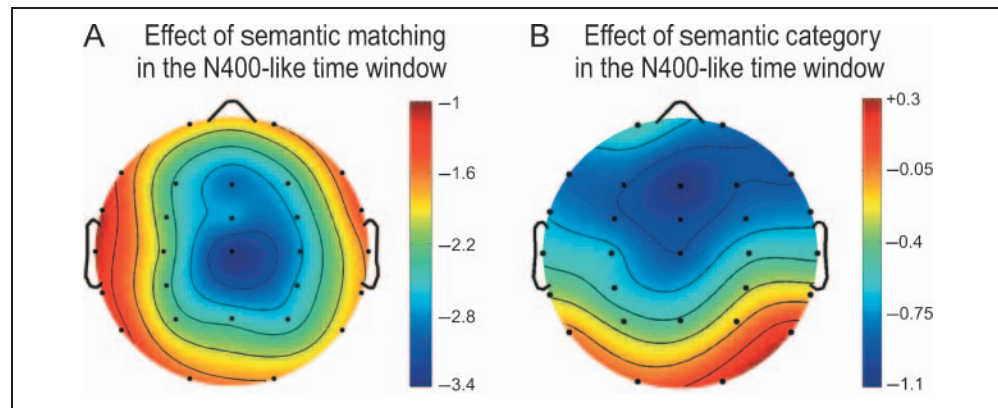 A Effect of semantic matching
in the N400-like time window
B Effect of semantic category
in the N400-like time window
–1
–1.6
–2.2
–2.8
–3.4
+0.3
–0.05
–0.4
–0.75
–1.1